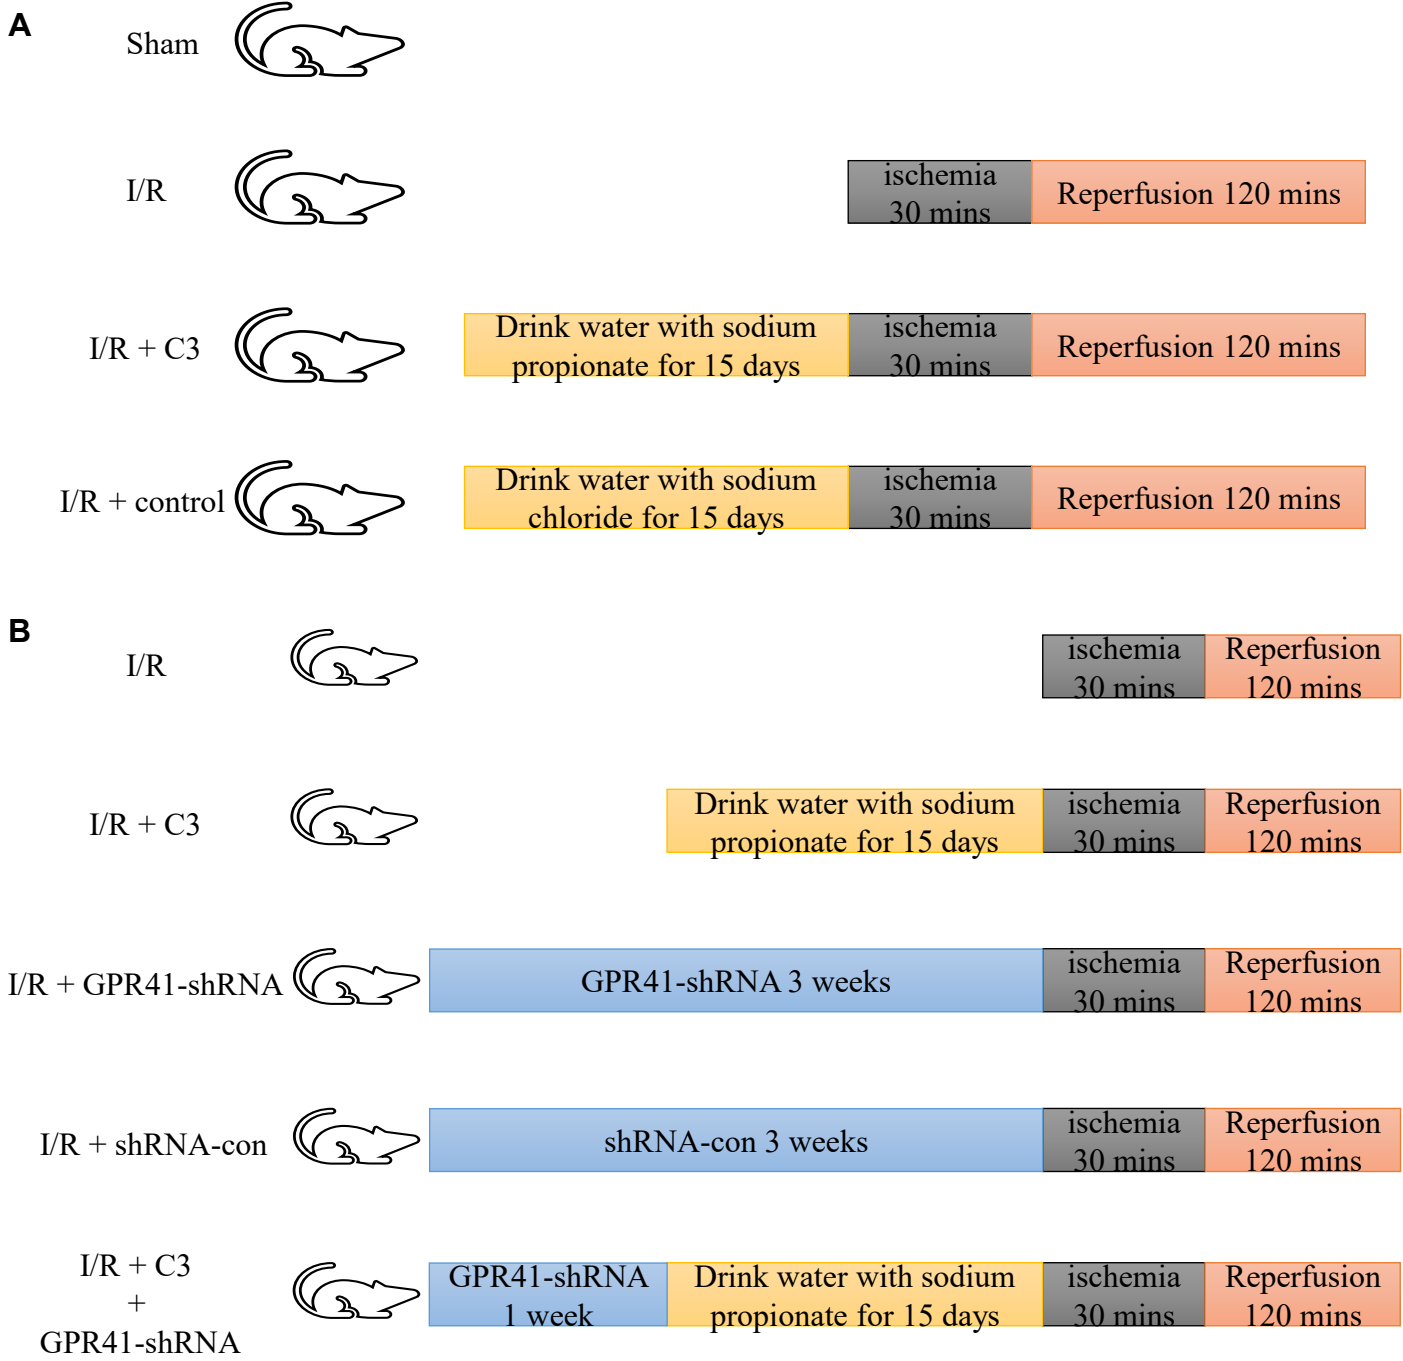 A
Sham
I/R
ischemia
30 mins
Reperfusion 120 mins
I/R + C3
Drink water with sodium
propionate for 15 days
ischemia
30 mins
Reperfusion 120 mins
I/R + control
Drink water with sodium
chloride for 15 days
ischemia
30 mins
Reperfusion 120 mins
B
I/R
ischemia
30 mins
Reperfusion
120 mins
I/R + C3
Drink water with sodium
propionate for 15 days
ischemia
30 mins
Reperfusion
120 mins
I/R + GPR41-shRNA
GPR41-shRNA 3 weeks
ischemia
30 mins
Reperfusion
120 mins
I/R + shRNA-con
shRNA-con 3 weeks
ischemia
30 mins
Reperfusion
120 mins
I/R + C3
+
GPR41-shRNA
GPR41-shRNA
1 week
Drink water with sodium
propionate for 15 days
ischemia
30 mins
Reperfusion
120 mins